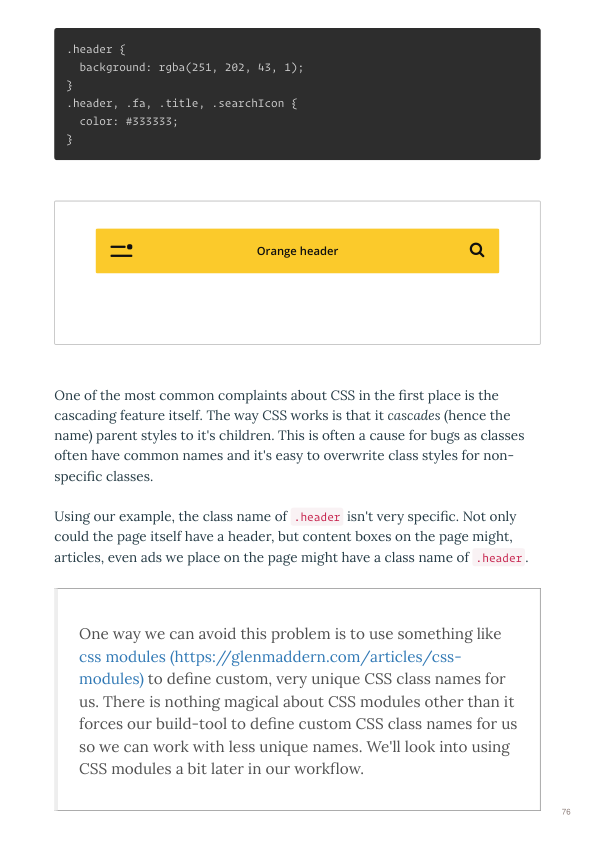 .header {
  background: rgba(251, 202, 43, 1);
}
.header, .fa, .title, .searchIcon {
  color: #333333;
}
Orange header
One of the most common complaints about CSS in the first place is the
cascading feature itself. The way CSS works is that it cascades (hence the
name) parent styles to it's children. This is often a cause for bugs as classes
often have common names and it's easy to overwrite class styles for non-
specific classes.
Using our example, the class name of .header isn't very specific. Not only
could the page itself have a header, but content boxes on the page might,
articles, even ads we place on the page might have a class name of .header.
One way we can avoid this problem is to use something like
css modules (https://glenmaddern.com/articles/css-
modules) to define custom, very unique CSS class names for
us. There is nothing magical about CSS modules other than it
forces our build-tool to define custom CSS class names for us
so we can work with less unique names. We'll look into using
CSS modules a bit later in our workflow.
76